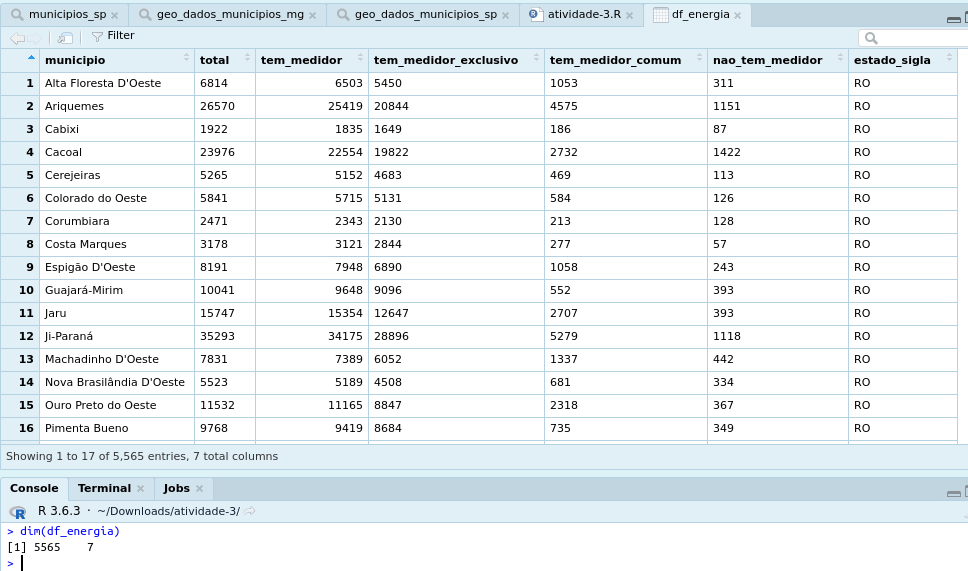 municipios_sp geo_dados_municipios_mg geo_dados_municipios_sp atividade-3.R df_energia
Filter
municipio total tem_medidor tem_medidor_exclusivo tem_medidor_comum nao_tem_medidor estado_sigla
1 Alta Floresta D'Oeste 6814 6503 5450 1053 311 RO
2 Ariquemes 26570 25419 20844 4575 1151 RO
3 Cabixi 1922 1835 1649 186 87 RO
4 Cacoal 23976 22554 19822 2732 1422 RO
5 Cerejeiras 5265 5152 4683 469 113 RO
6 Colorado do Oeste 5841 5715 5131 584 126 RO
7 Corumbiara 2471 2343 2130 213 128 RO
8 Costa Marques 3178 3121 2844 277 57 RO
9 Espigão D'Oeste 8191 7948 6890 1058 243 RO
10 Guajará-Mirim 10041 9648 9096 552 393 RO
11 Jaru 15747 15354 12647 2707 393 RO
12 Ji-Paraná 35293 34175 28896 5279 1118 RO
13 Machadinho D'Oeste 7831 7389 6052 1337 442 RO
14 Nova Brasilândia D'Oeste 5523 5189 4508 681 334 RO
15 Ouro Preto do Oeste 11532 11165 8847 2318 367 RO
16 Pimenta Bueno 9768 9419 8684 735 349 RO
Showing 1 to 17 of 5,565 entries, 7 total columns
Console Terminal Jobs
R R 3.6.3 · ~/Downloads/atividade-3/
> dim(df_energia)
[1] 5565 7
>